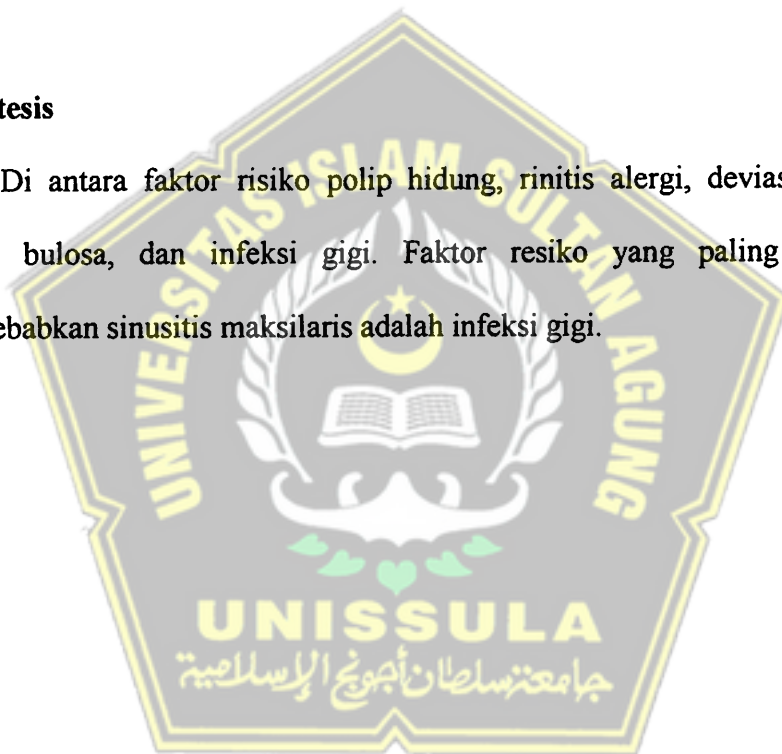 tesis
Di antara faktor risiko polip hidung, rinitis alergi, devias
bulosa, dan infeksi gigi. Faktor resiko yang paling
ebabkan sinusitis maksilaris adalah infeksi gigi.
UNIVERSITAS ISLAM SULTAN AGUNG
UNISSULA
جامعة سلطان أجونج الإسلامية